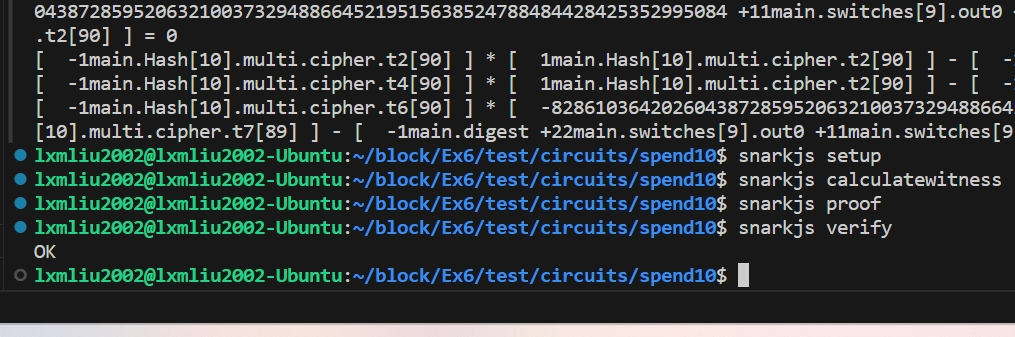 04387285952063210037329488664521951563852478848442842535299​5084 +11main.switches[9].out0 -
.t2[90] ] = 0
[  -1main.Hash[10].multi.cipher.t2[90] ] * [  1main.Hash[10].multi.cipher.t2[90] ] - [  -
[  -1main.Hash[10].multi.cipher.t4[90] ] * [  1main.Hash[10].multi.cipher.t2[90] ] - [  -
[  -1main.Hash[10].multi.cipher.t6[90] ] * [  -82861036420260438728595206321003732948866​4
[10].multi.cipher.t7[89] ] - [  -1main.digest +22main.switches[9].out0 +11main.switches[9
lxmliu2002@lxmliu2002-Ubuntu:~/block/Ex6/test/circuits/spend10$ snarkjs setup
lxmliu2002@lxmliu2002-Ubuntu:~/block/Ex6/test/circuits/spend10$ snarkjs calculatewitness
lxmliu2002@lxmliu2002-Ubuntu:~/block/Ex6/test/circuits/spend10$ snarkjs proof
lxmliu2002@lxmliu2002-Ubuntu:~/block/Ex6/test/circuits/spend10$ snarkjs verify
OK
lxmliu2002@lxmliu2002-Ubuntu:~/block/Ex6/test/circuits/spend10$